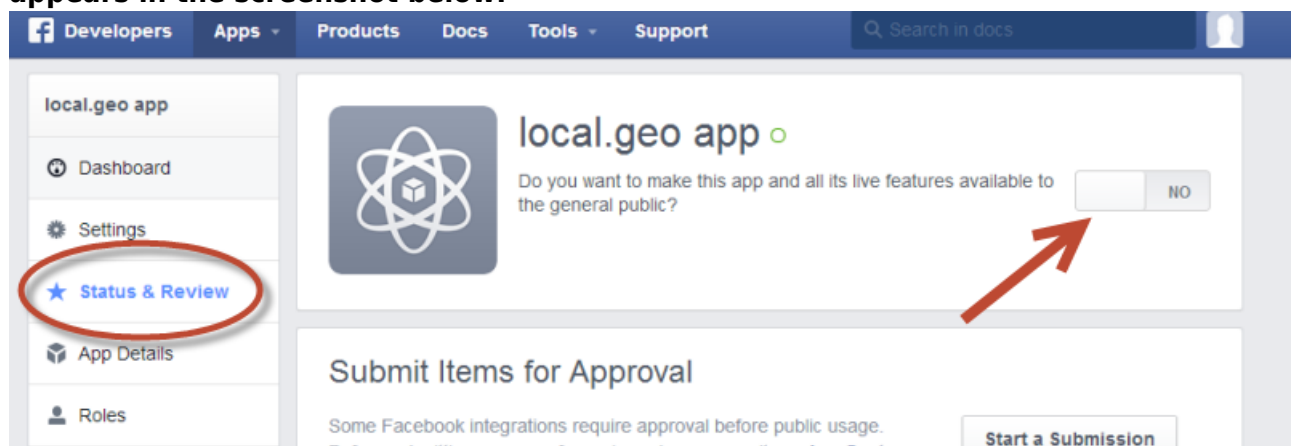 appears in the screenshot below.
Developers Apps Products Docs Tools Support Search in docs
local.geo app
Dashboard
Settings
Status & Review
App Details
Roles
local.geo app
Do you want to make this app and all its live features available to
the general public?
NO
Submit Items for Approval
Some Facebook integrations require approval before public usage.
Start a Submission